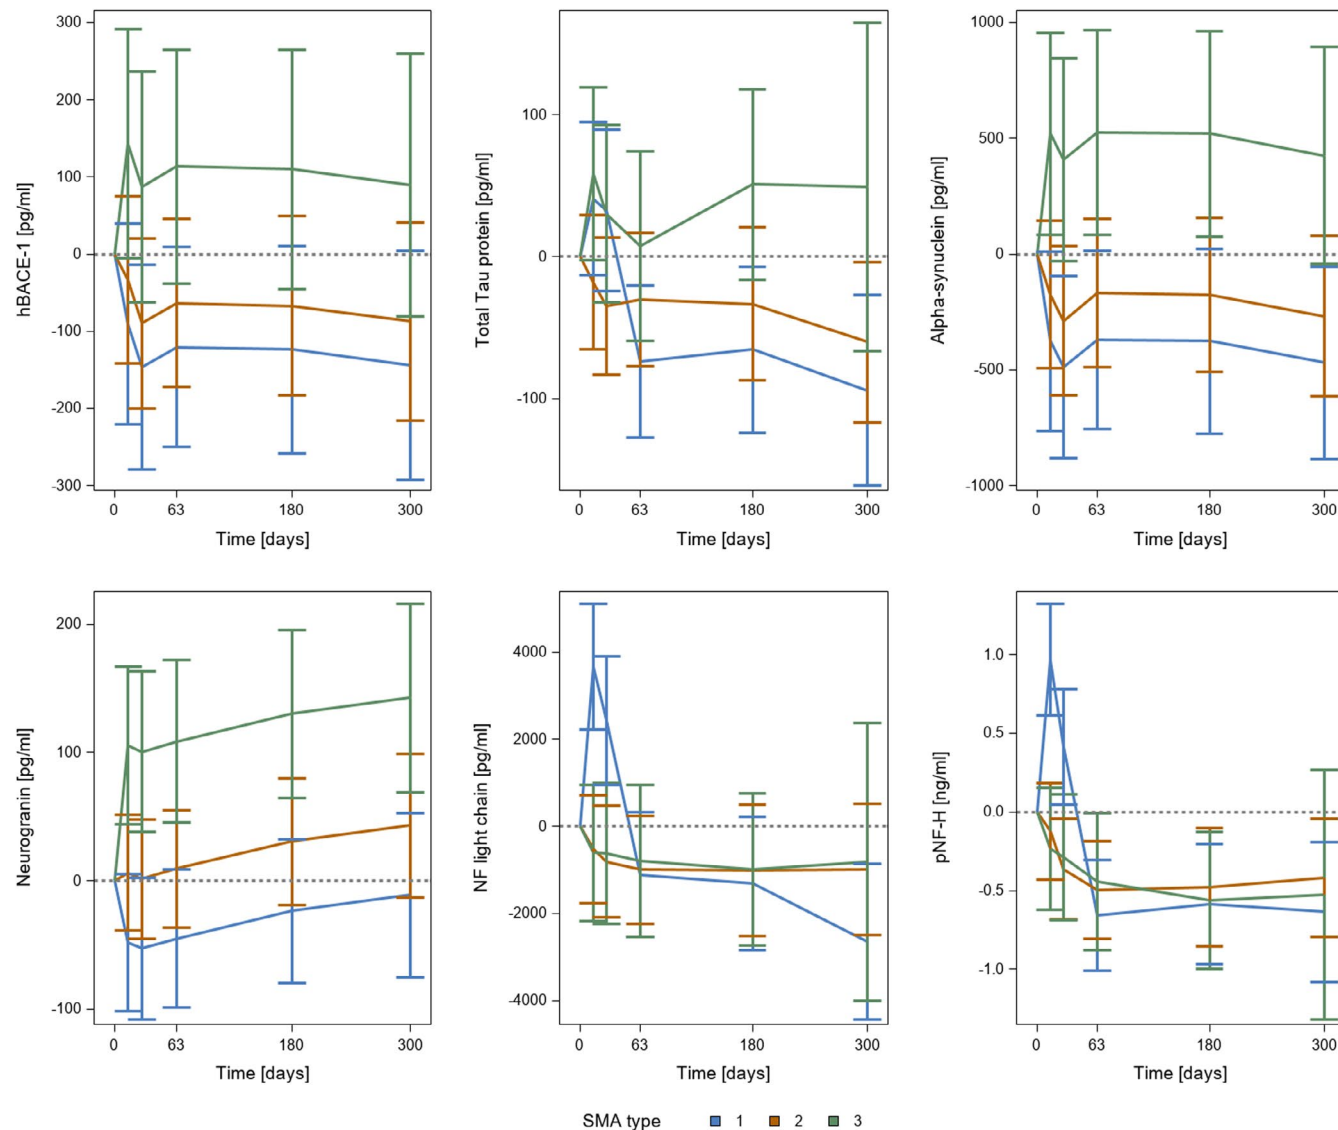 hBACE-1 [pg/ml]
300
200
100
0
-100
-200
-300
0 63 180 300
Time [days]
Total Tau protein [pg/ml]
100
0
-100
0 63 180 300
Time [days]
Alpha-synuclein [pg/ml]
1000
500
0
-500
-1000
0 63 180 300
Time [days]
Neurogranin [pg/ml]
200
100
0
-100
0 63 180 300
Time [days]
NF light chain [pg/ml]
4000
2000
0
-2000
-4000
0 63 180 300
Time [days]
pNF-H [ng/ml]
1.0
0.5
0.0
-0.5
-1.0
0 63 180 300
Time [days]
SMA type 1 2 3